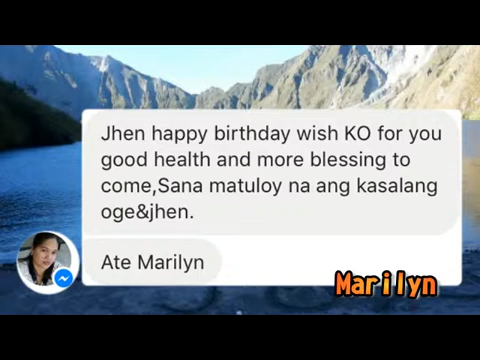 Jhen happy birthday wish KO for you
good health and more blessing to
come,Sana matuloy na ang kasalang
oge&jhen.
Ate Marilyn
Marilyn